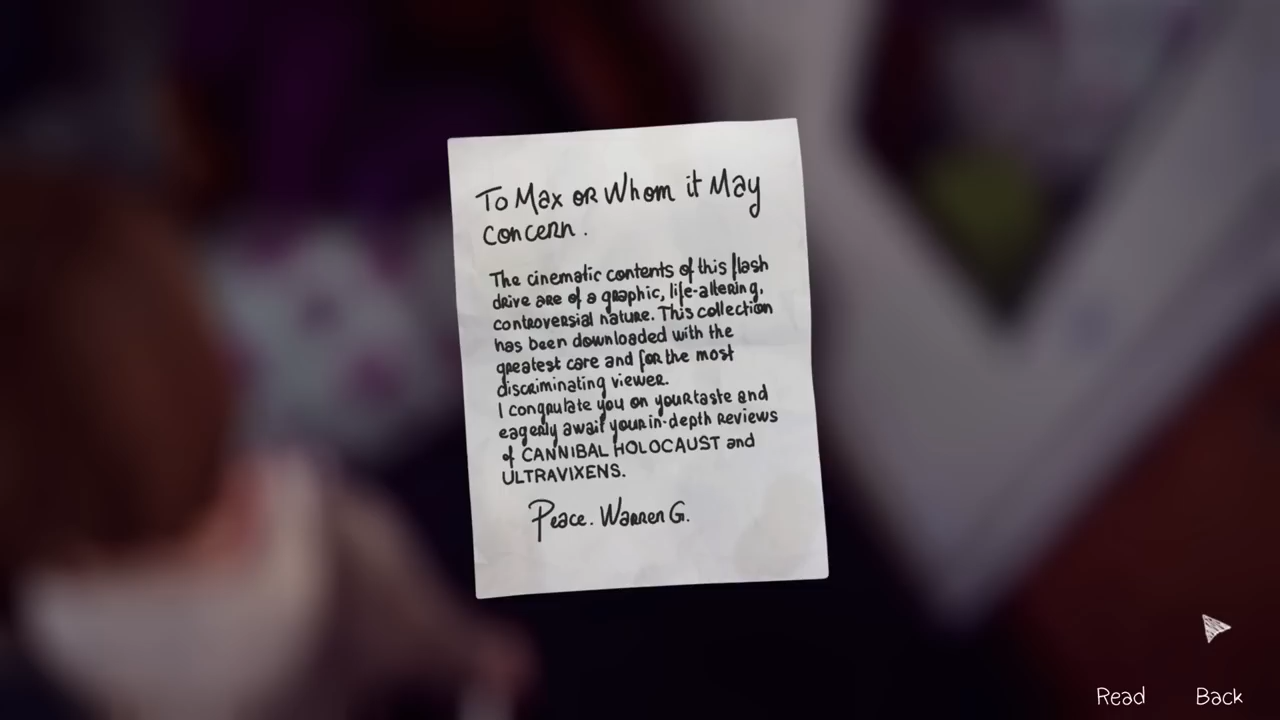 To Max or Whom it May
Concern.
The cinematic contents of this flash
drive are of a graphic, life-altering,
controversial nature. This collection
has been downloaded with the
greatest care and for the most
discriminating viewer.
I congrulate you on your taste and
eagerly await your in-depth reviews
of CANNIBAL HOLOCAUST and
ULTRAVIXENS.
Peace. Warren G.
Read Back